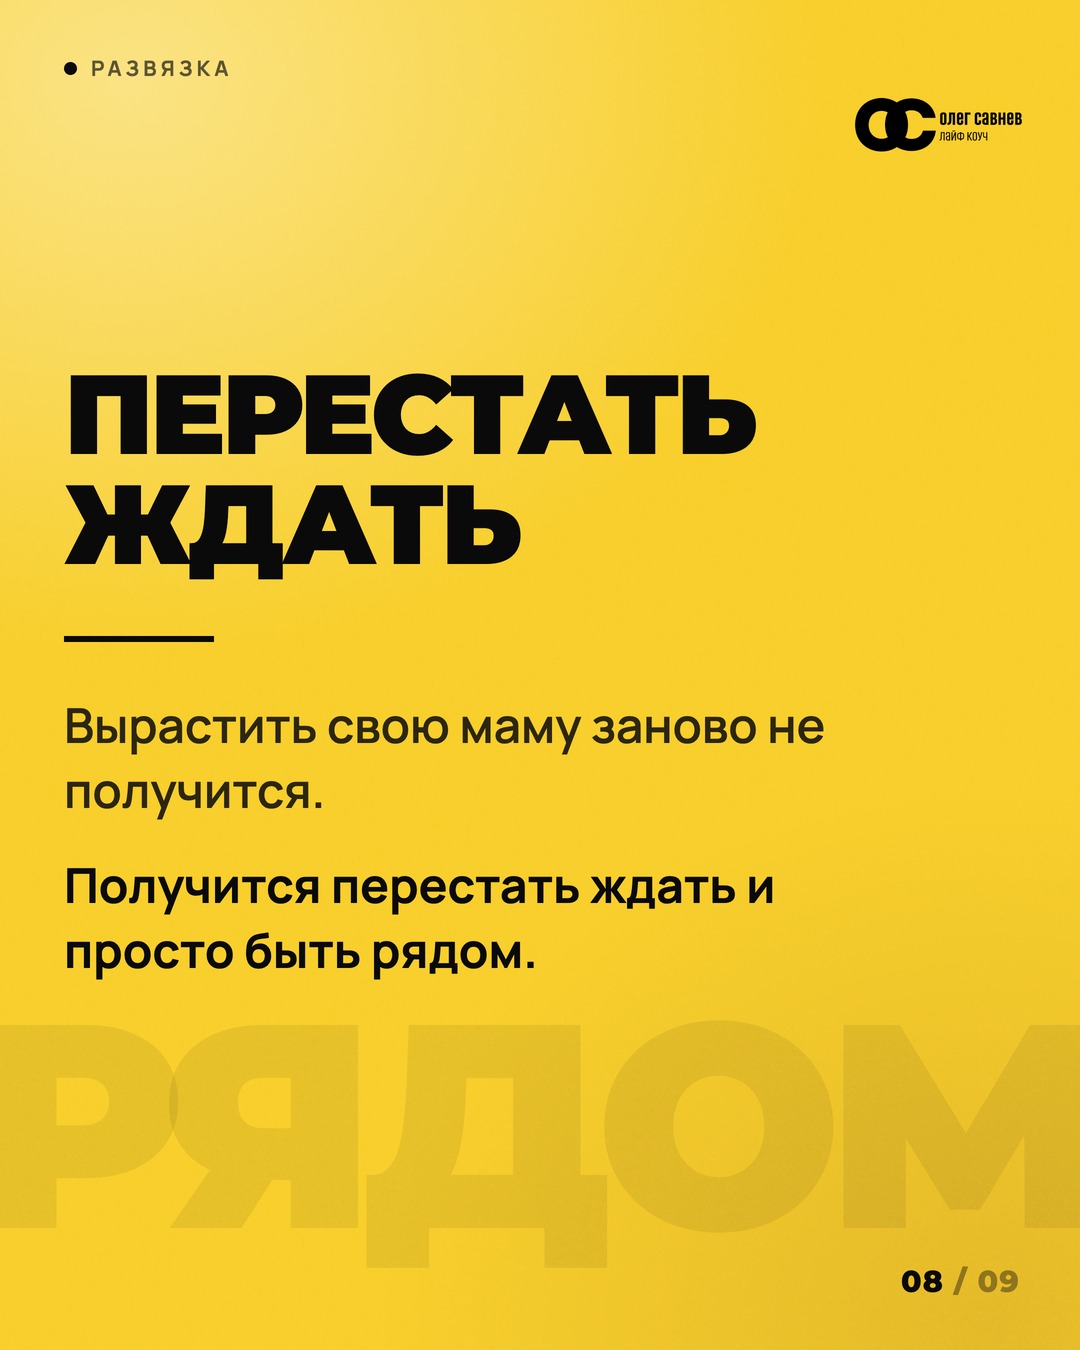 РАЗВЯЗКА
ОС
олег савнев
лайф коуч
ПЕРЕСТАТЬ
ЖДАТЬ
Вырастить свою маму заново не
получится.
Получится перестать ждать и
просто быть рядом.
РЯДОМ
08 / 09